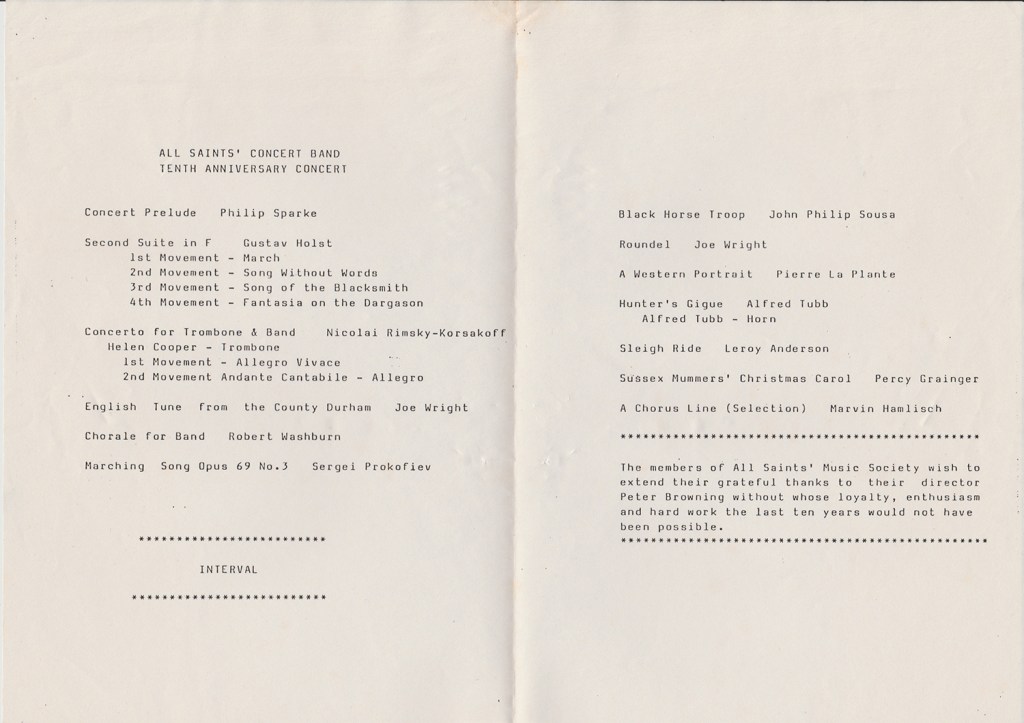 ALL SAINTS' CONCERT BAND
TENTH ANNIVERSARY CONCERT
Concert Prelude Philip Sparke
Second Suite in F Gustav Holst
1st Movement - March
2nd Movement - Song Without Words
3rd Movement - Song of the Blacksmith
4th Movement - Fantasia on the Dargason
Concerto for Trombone & Band Nicolai Rimsky-Korsakoff
Helen Cooper - Trombone
1st Movement - Allegro Vivace
2nd Movement Andante Cantabile - Allegro
English Tune from the County Durham Joe Wright
Chorale for Band Robert Washburn
Marching Song Opus 69 No.3 Sergei Prokofiev
*************************
INTERVAL
**************************
Black Horse Troop John Philip Sousa
Roundel Joe Wright
A Western Portrait Pierre La Plante
Hunter's Gigue Alfred Tubb
Alfred Tubb - Horn
Sleigh Ride Leroy Anderson
Sussex Mummers' Christmas Carol Percy Grainger
A Chorus Line (Selection) Marvin Hamlisch
************************************************
The members of All Saints' Music Society wish to
extend their grateful thanks to their director
Peter Browning without whose loyalty, enthusiasm
and hard work the last ten years would not have
been possible.
*************************************************